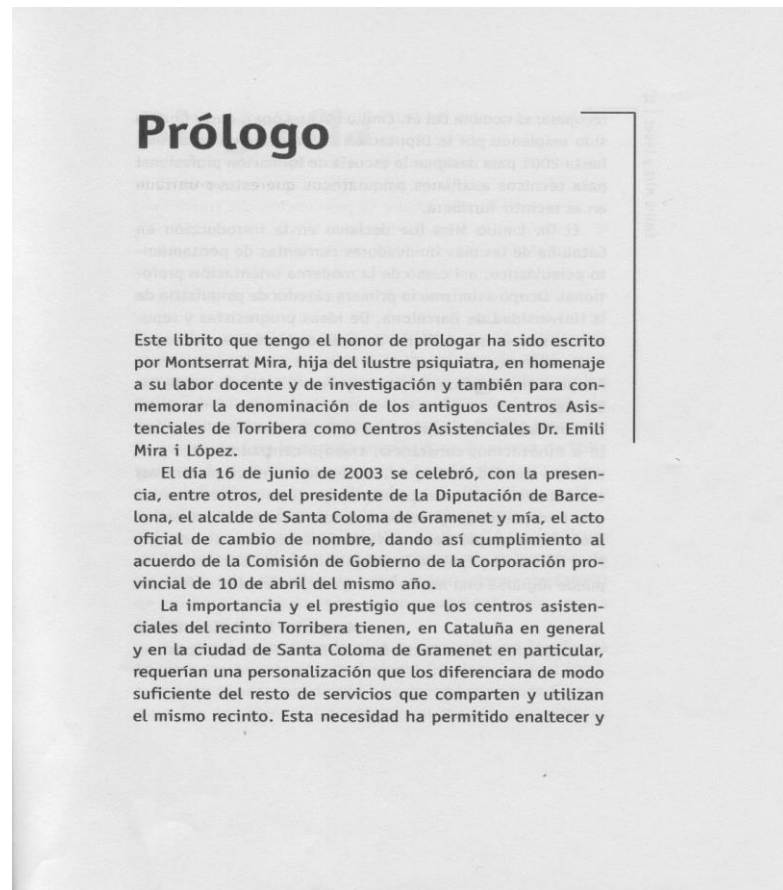 Prólogo
Este librito que tengo el honor de prologar ha sido escrito
por Montserrat Mira, hija del ilustre psiquiatra, en homenaje
a su labor docente y de investigación y también para con-
memorar la denominación de los antiguos Centros Asis-
tenciales de Torribera como Centros Asistenciales Dr. Emili
Mira i López.
El día 16 de junio de 2003 se celebró, con la presen-
cia, entre otros, del presidente de la Diputación de Barce-
lona, el alcalde de Santa Coloma de Gramenet y mía, el acto
oficial de cambio de nombre, dando así cumplimiento al
acuerdo de la Comisión de Gobierno de la Corporación pro-
vincial de 10 de abril del mismo año.
La importancia y el prestigio que los centros asisten-
ciales del recinto Torribera tienen, en Cataluña en general
y en la ciudad de Santa Coloma de Gramenet en particular,
requerían una personalización que los diferenciara de modo
suficiente del resto de servicios que comparten y utilizan
el mismo recinto. Esta necesidad ha permitido enaltecer y